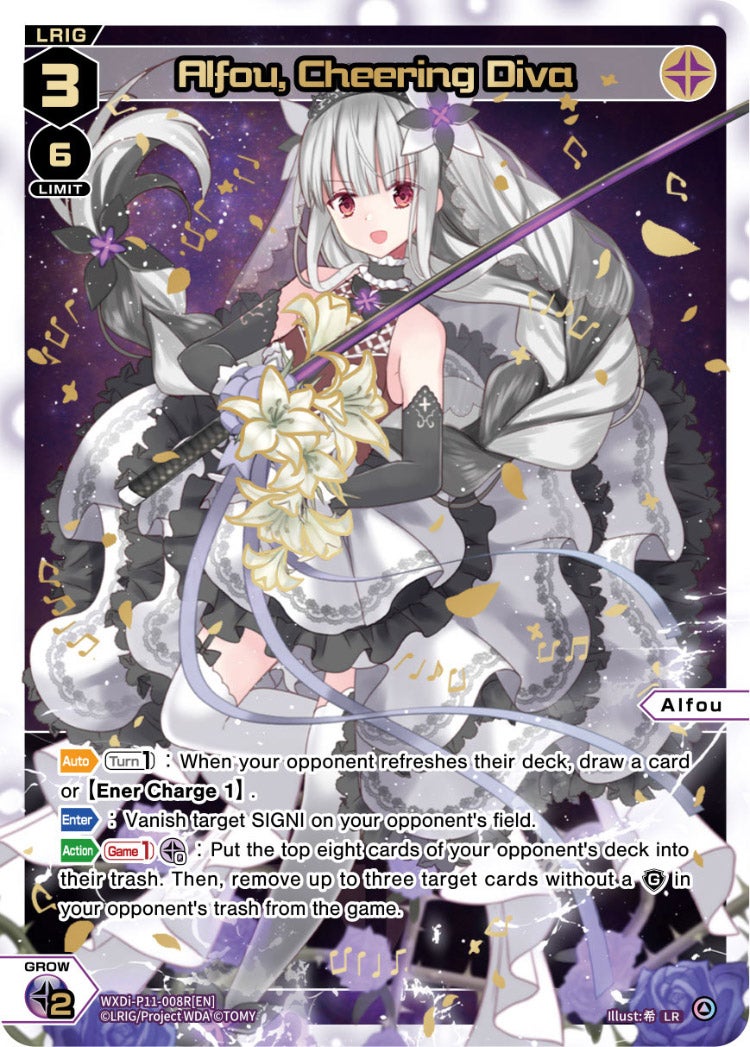 LRIG
3
Alfou, Cheering Diva
6
LIMIT
Alfou
Auto Turn 1 : When your opponent refreshes their deck, draw a card
or 【Ener Charge 1】.
Enter : Vanish target SIGNI on your opponent's field.
Action Game 1 0 : Put the top eight cards of your opponent's deck into
their trash. Then, remove up to three target cards without a G in
your opponent's trash from the game.
GROW
2
WXDi-P11-008R[EN]
©LRIG/Project WDA ©TOMY
Illust:希 LR